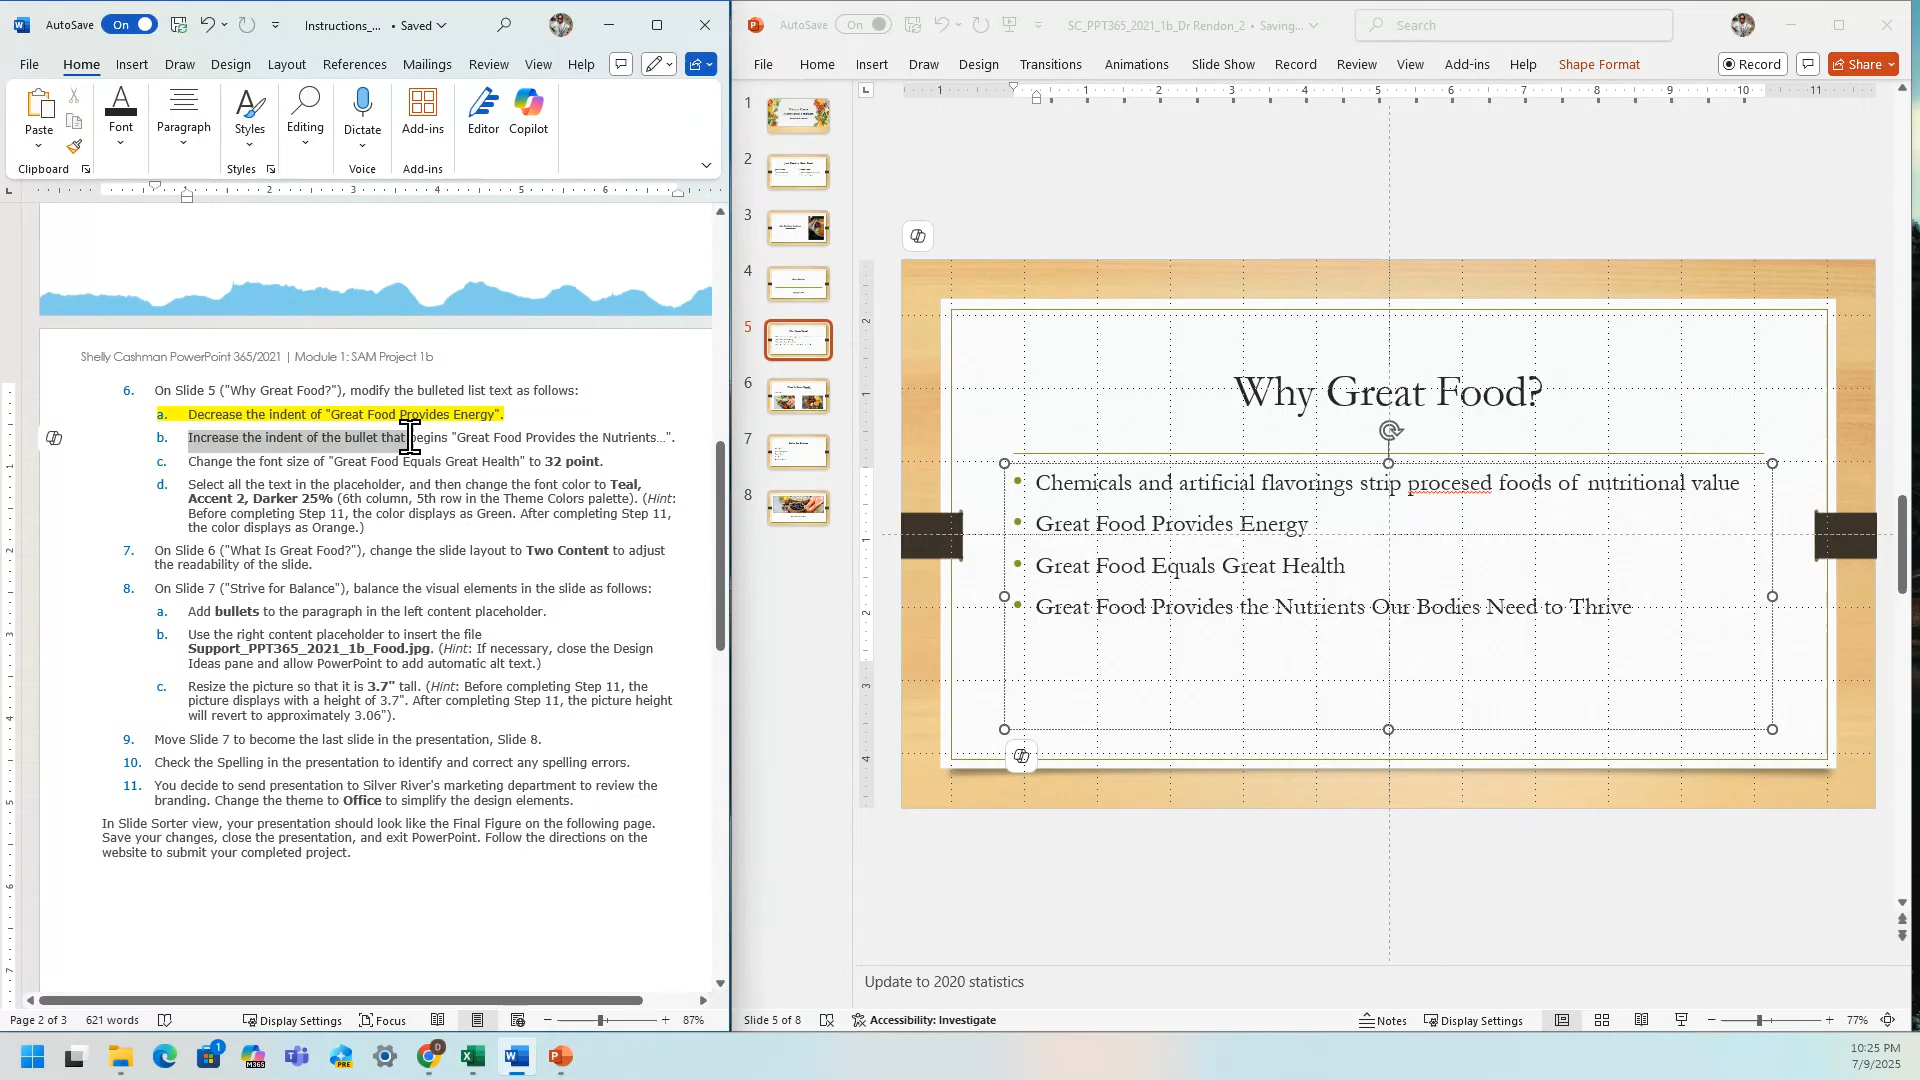 AutoSave On Instructions_... • Saved
File Home Insert Draw Design Layout References Mailings Review View Help
Paste Font Paragraph Styles Editing Dictate Add-ins Editor Copilot
Clipboard Styles Voice Add-ins
Shelly Cashman PowerPoint 365/2021 | Module 1: SAM Project 1b
6. On Slide 5 ("Why Great Food?"), modify the bulleted list text as follows:
a. Decrease the indent of "Great Food Provides Energy".
b. Increase the indent of the bullet that begins "Great Food Provides the Nutrients...".
c. Change the font size of "Great Food Equals Great Health" to 32 point.
d. Select all the text in the placeholder, and then change the font color to Teal,
Accent 2, Darker 25% (6th column, 5th row in the Theme Colors palette). (Hint:
Before completing Step 11, the color displays as Green. After completing Step 11,
the color displays as Orange.)
7. On Slide 6 ("What Is Great Food?"), change the slide layout to Two Content to adjust
the readability of the slide.
8. On Slide 7 ("Strive for Balance"), balance the visual elements in the slide as follows:
a. Add bullets to the paragraph in the left content placeholder.
b. Use the right content placeholder to insert the file
Support_PPT365_2021_1b_Food.jpg. (Hint: If necessary, close the Design
Ideas pane and allow PowerPoint to add automatic alt text.)
c. Resize the picture so that it is 3.7" tall. (Hint: Before completing Step 11, the
picture displays with a height of 3.7". After completing Step 11, the picture height
will revert to approximately 3.06").
9. Move Slide 7 to become the last slide in the presentation, Slide 8.
10. Check the Spelling in the presentation to identify and correct any spelling errors.
11. You decide to send presentation to Silver River's marketing department to review the
branding. Change the theme to Office to simplify the design elements.
In Slide Sorter view, your presentation should look like the Final Figure on the following page.
Save your changes, close the presentation, and exit PowerPoint. Follow the directions on the
website to submit your completed project.
Page 2 of 3 621 words Display Settings Focus 87%
AutoSave On SC_PPT365_2021_1b_Dr Rendon_2 • Saving... Search
File Home Insert Draw Design Transitions Animations Slide Show Record Review View Add-ins Help Shape Format Record Share
1
2
3
4
5
6
7
8
Why Great Food?
• Chemicals and artificial flavorings strip procesed foods of nutritional value
• Great Food Provides Energy
• Great Food Equals Great Health
• Great Food Provides the Nutrients Our Bodies Need to Thrive
Update to 2020 statistics
Slide 5 of 8 Accessibility: Investigate Notes Display Settings 77%
10:25 PM
7/9/2025